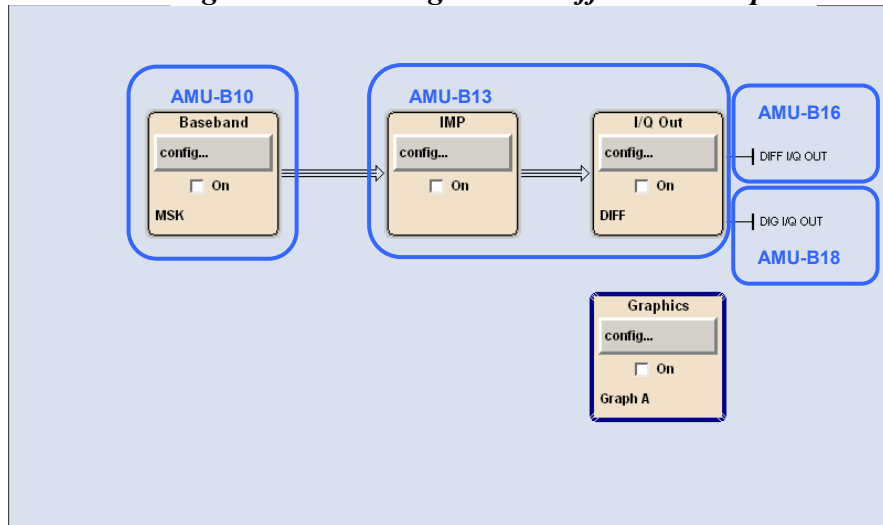 AMU-B10
AMU-B13
AMU-B16
Baseband
IMP
I/Q Out
config...
config...
config...
DIFF I/Q OUT
On
On
On
MSK
DIFF
DIG I/Q OUT
AMU-B18
Graphics
config...
On
Graph A